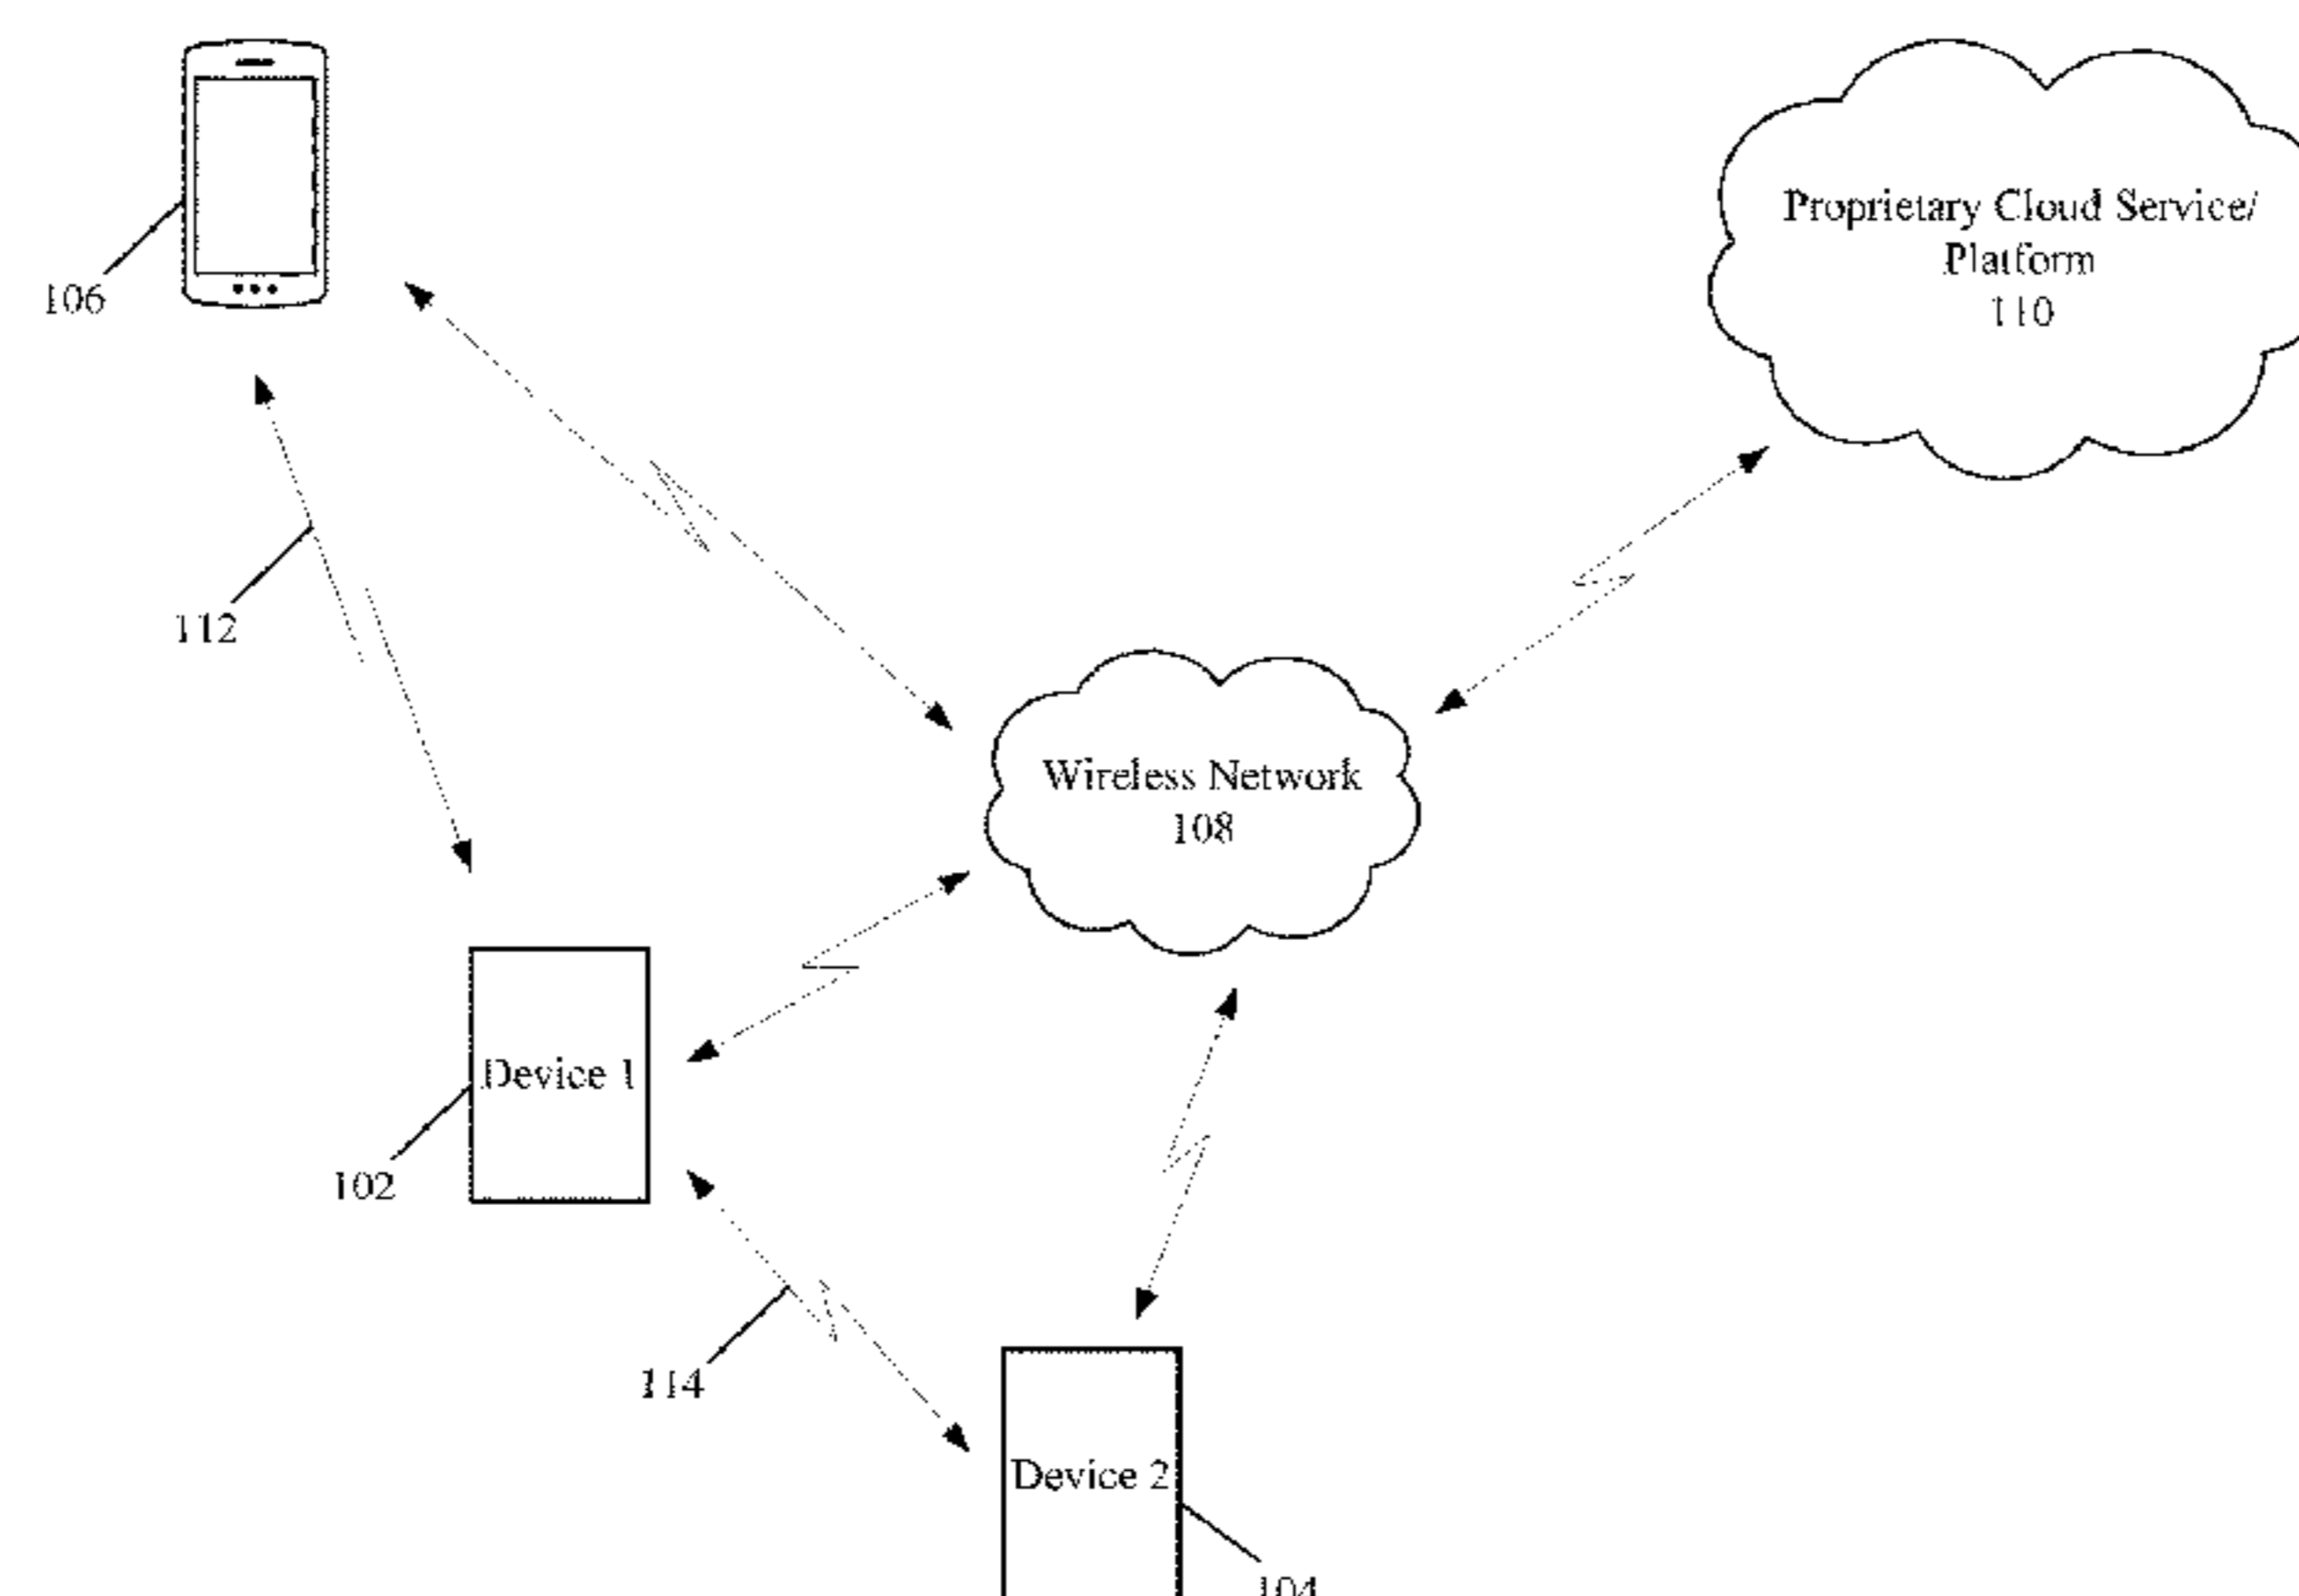 Proprietary Cloud Service/
Platform
110
106
112
Wireless Network
108
Device 1
102
114
Device 2
104